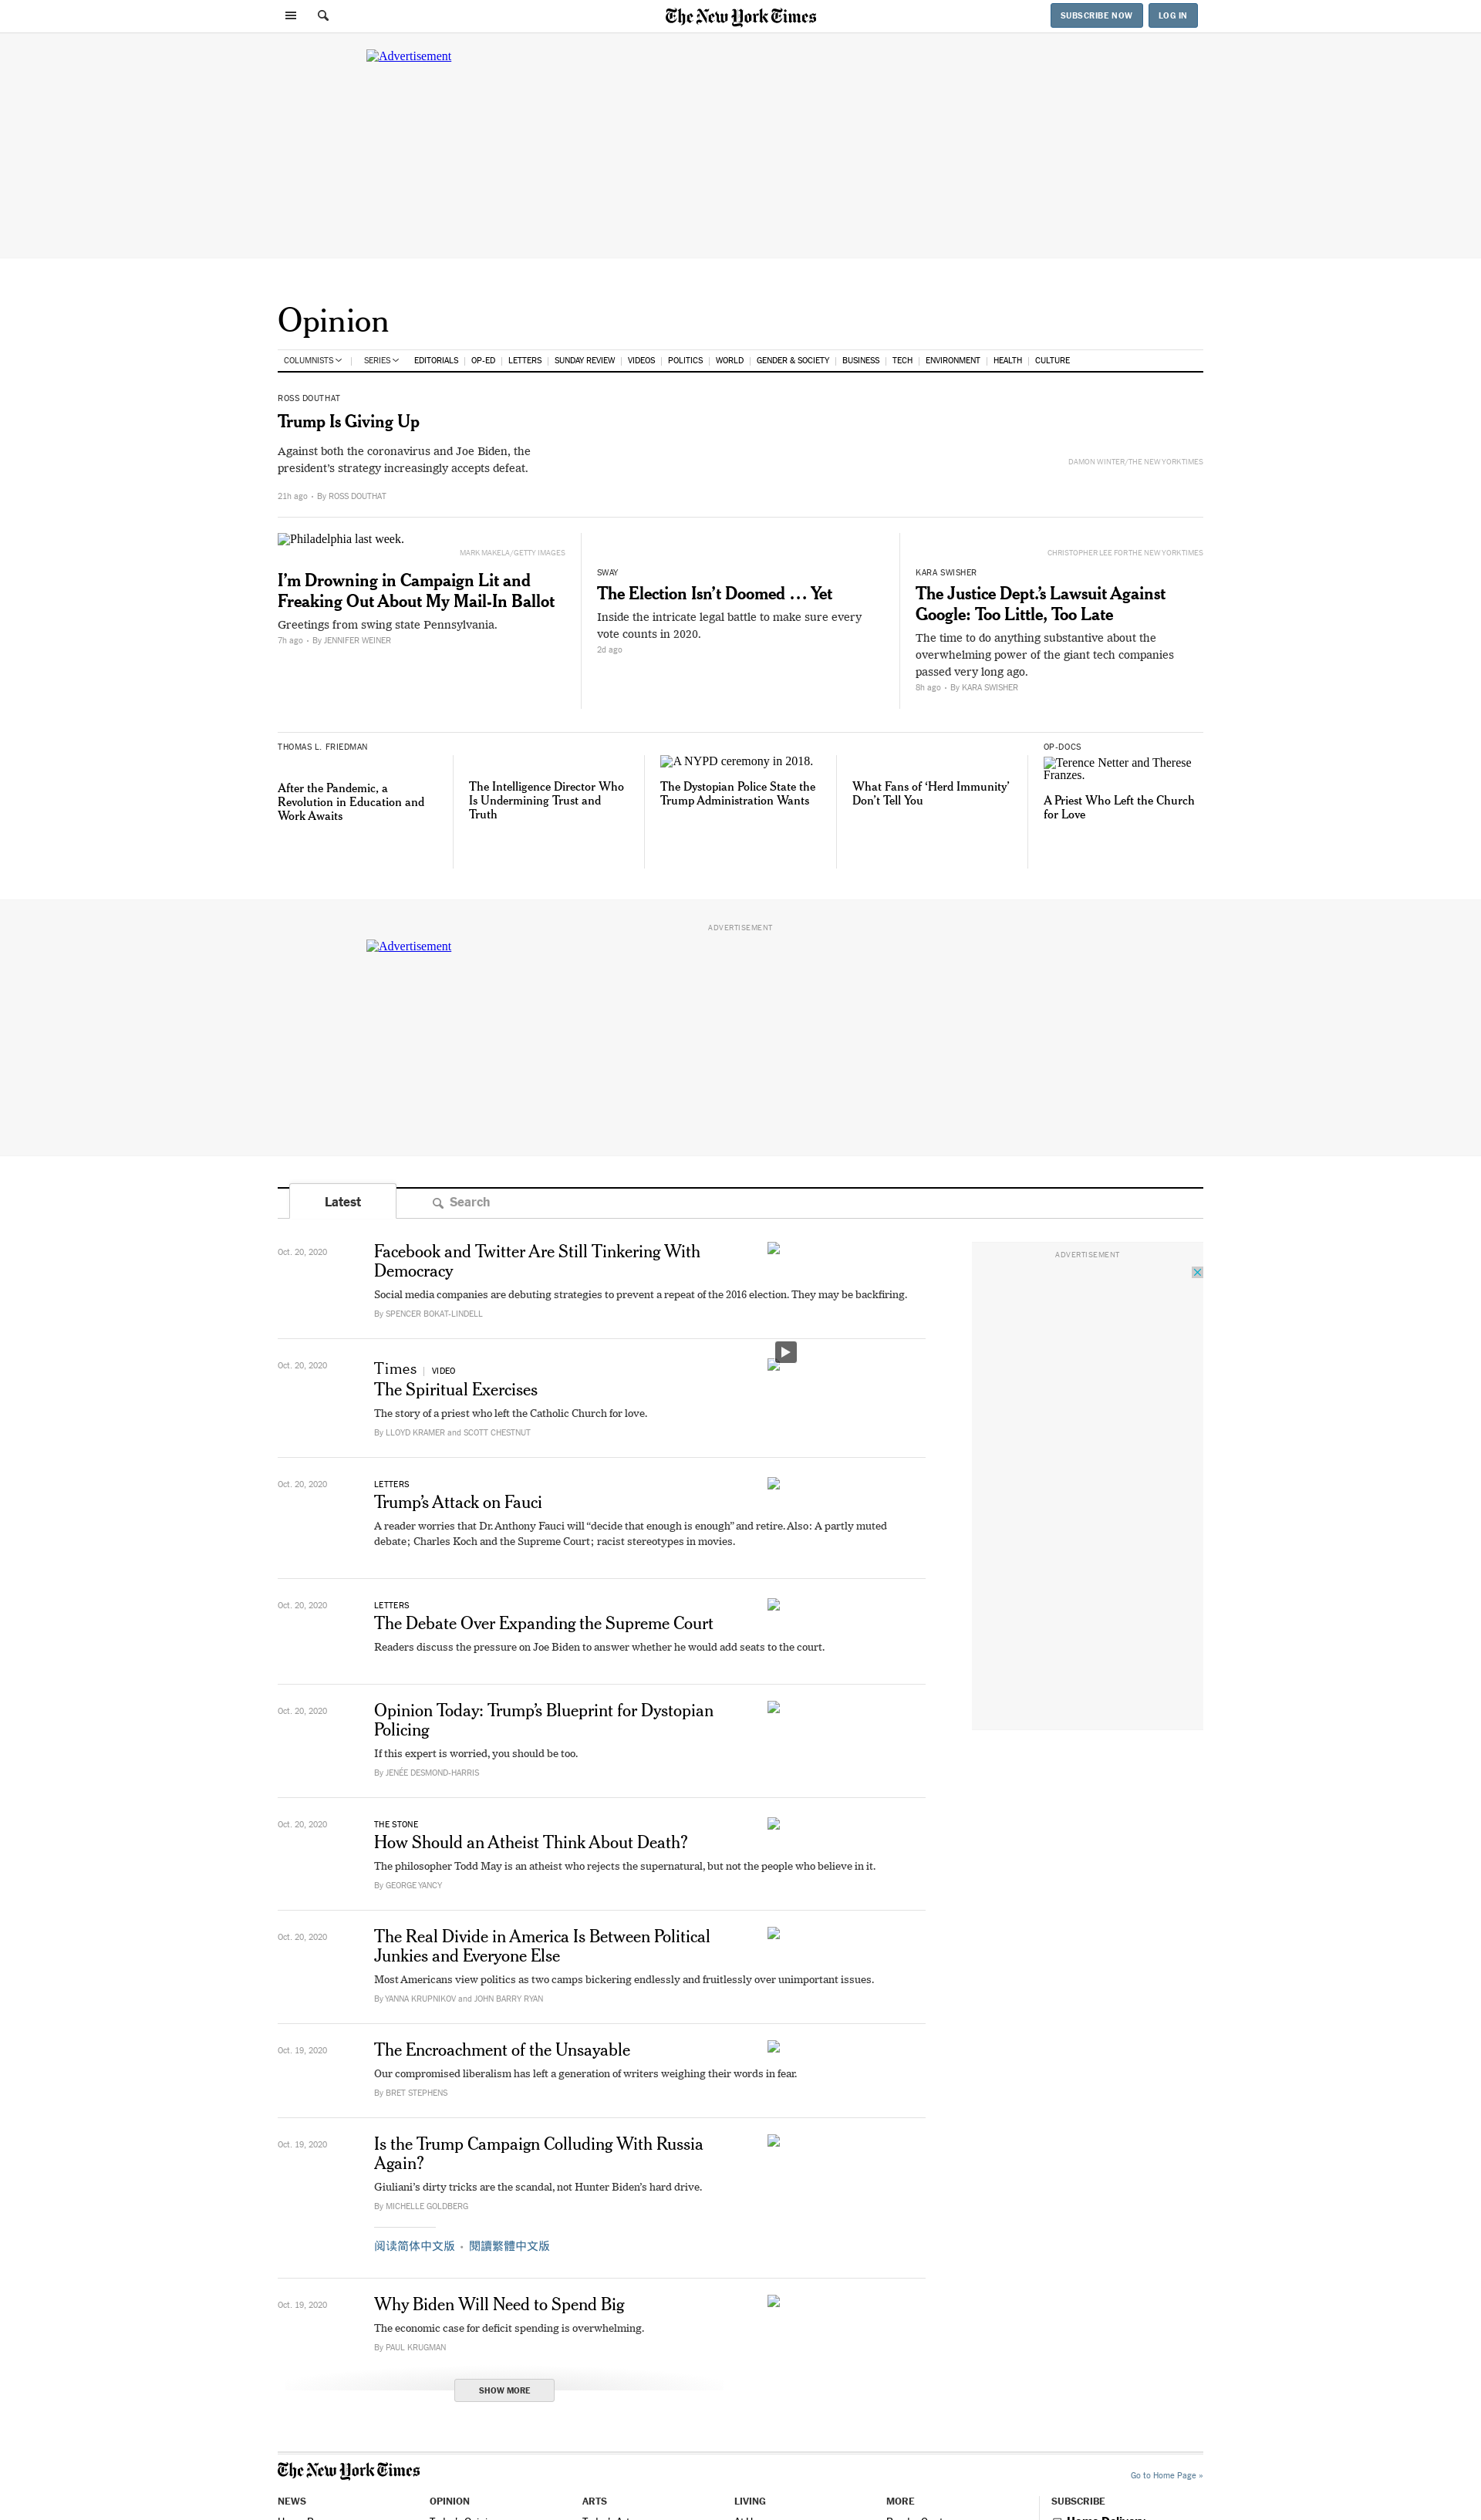 The New York Times
SUBSCRIBE NOW
LOG IN
Advertisement
Opinion
COLUMNISTS
SERIES
EDITORIALS
OP-ED
LETTERS
SUNDAY REVIEW
VIDEOS
POLITICS
WORLD
GENDER & SOCIETY
BUSINESS
TECH
ENVIRONMENT
HEALTH
CULTURE
ROSS DOUTHAT
Trump Is Giving Up
Against both the coronavirus and Joe Biden, the
president's strategy increasingly accepts defeat.
21h ago • By ROSS DOUTHAT
DAMON WINTER/THE NEW YORK TIMES
Philadelphia last week.
MARK MAKELA/GETTY IMAGES
I'm Drowning in Campaign Lit and
Freaking Out About My Mail-In Ballot
Greetings from swing state Pennsylvania.
7h ago • By JENNIFER WEINER
SWAY
The Election Isn't Doomed … Yet
Inside the intricate legal battle to make sure every
vote counts in 2020.
2d ago
CHRISTOPHER LEE FOR THE NEW YORK TIMES
KARA SWISHER
The Justice Dept.'s Lawsuit Against
Google: Too Little, Too Late
The time to do anything substantive about the
overwhelming power of the giant tech companies
passed very long ago.
8h ago • By KARA SWISHER
THOMAS L. FRIEDMAN
After the Pandemic, a
Revolution in Education and
Work Awaits
The Intelligence Director Who
Is Undermining Trust and
Truth
A NYPD ceremony in 2018.
The Dystopian Police State the
Trump Administration Wants
What Fans of 'Herd Immunity'
Don't Tell You
OP-DOCS
Terence Netter and Therese
Franzes.
A Priest Who Left the Church
for Love
ADVERTISEMENT
Advertisement
Latest
Search
Oct. 20, 2020
Facebook and Twitter Are Still Tinkering With
Democracy
Social media companies are debuting strategies to prevent a repeat of the 2016 election. They may be backfiring.
By SPENCER BOKAT-LINDELL
ADVERTISEMENT
Oct. 20, 2020
Times | VIDEO
The Spiritual Exercises
The story of a priest who left the Catholic Church for love.
By LLOYD KRAMER and SCOTT CHESTNUT
Oct. 20, 2020
LETTERS
Trump's Attack on Fauci
A reader worries that Dr. Anthony Fauci will "decide that enough is enough" and retire. Also: A partly muted
debate; Charles Koch and the Supreme Court; racist stereotypes in movies.
Oct. 20, 2020
LETTERS
The Debate Over Expanding the Supreme Court
Readers discuss the pressure on Joe Biden to answer whether he would add seats to the court.
Oct. 20, 2020
Opinion Today: Trump's Blueprint for Dystopian
Policing
If this expert is worried, you should be too.
By JENÉE DESMOND-HARRIS
Oct. 20, 2020
THE STONE
How Should an Atheist Think About Death?
The philosopher Todd May is an atheist who rejects the supernatural, but not the people who believe in it.
By GEORGE YANCY
Oct. 20, 2020
The Real Divide in America Is Between Political
Junkies and Everyone Else
Most Americans view politics as two camps bickering endlessly and fruitlessly over unimportant issues.
By YANNA KRUPNIKOV and JOHN BARRY RYAN
Oct. 19, 2020
The Encroachment of the Unsayable
Our compromised liberalism has left a generation of writers weighing their words in fear.
By BRET STEPHENS
Oct. 19, 2020
Is the Trump Campaign Colluding With Russia
Again?
Giuliani's dirty tricks are the scandal, not Hunter Biden's hard drive.
By MICHELLE GOLDBERG
阅读简体中文版 • 閱讀繁體中文版
Oct. 19, 2020
Why Biden Will Need to Spend Big
The economic case for deficit spending is overwhelming.
By PAUL KRUGMAN
SHOW MORE
The New York Times
Go to Home Page »
NEWS
OPINION
ARTS
LIVING
MORE
SUBSCRIBE